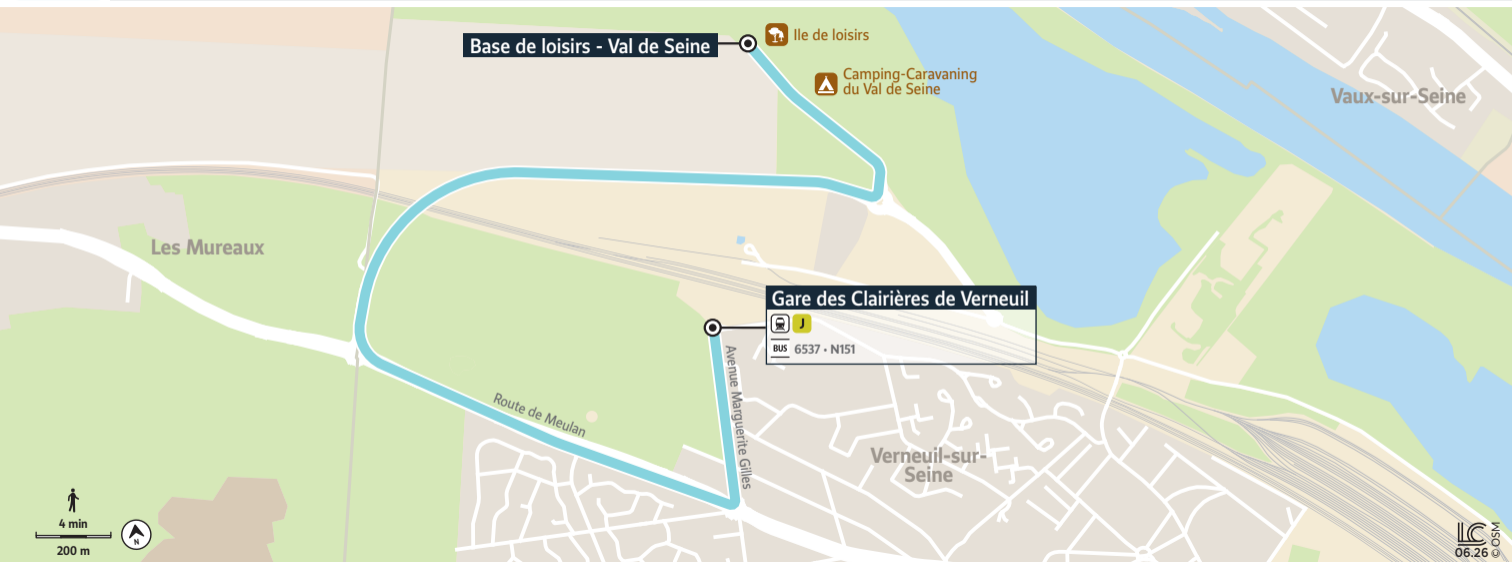 Base de loisirs - Val de Seine
Ile de loisirs
Camping-Caravaning
du Val de Seine
Vaux-sur-Seine
Les Mureaux
Gare des Clairières de Verneuil
J
BUS 6537 • N151
Avenue Marguerite Gilles
Route de Meulan
Verneuil-sur-
Seine
4 min
200 m
N
LC
06.26 © OSM